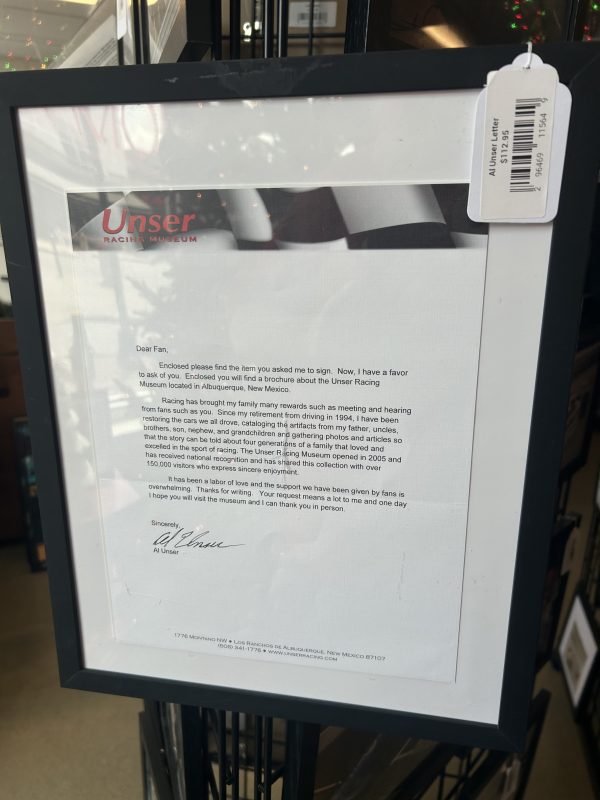 Al Unser Letter
$112.95
2 96469 11564 9
Unser
RACING MUSEUM
Dear Fan,
Enclosed please find the item you asked me to sign. Now, I have a favor
to ask of you. Enclosed you will find a brochure about the Unser Racing
Museum located in Albuquerque, New Mexico.
Racing has brought my family many rewards such as meeting and hearing
from fans such as you. Since my retirement from driving in 1994, I have been
restoring the cars we all drove, cataloging the artifacts from my father, uncles,
brothers, son, nephew, and grandchildren and gathering photos and articles so
that the story can be told about four generations of a family that loved and
excelled in the sport of racing. The Unser Racing Museum opened in 2005 and
has received national recognition and has shared this collection with over
150,000 visitors who express sincere enjoyment.
It has been a labor of love and the support we have been given by fans is
overwhelming. Thanks for writing. Your request means a lot to me and one day
I hope you will visit the museum and I can thank you in person.
Sincerely,
Al Unser
Al Unser
1776 MONTANO NW ♦ LOS RANCHOS DE ALBUQUERQUE, NEW MEXICO 87107
(505) 341-1776 ♦ WWW.UNSERRACING.COM